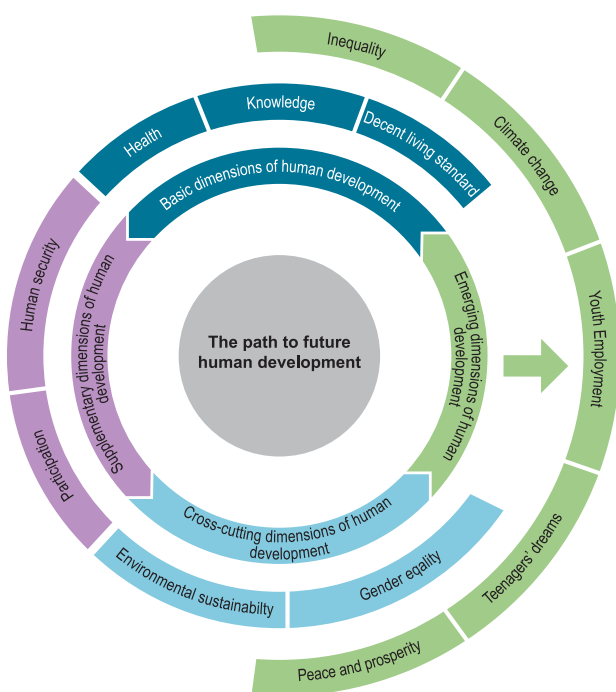 Inequality
Climate change
Youth Employment
Teenagers' dreams
Peace and prosperity
Health
Knowledge
Decent living standard
Basic dimensions of human development
Human security
Participation
Supplementary dimensions of human
development
Emerging dimensions of human
development
The path to future
human development
Cross-cutting dimensions of human
development
Environmental sustainabilty
Gender eqality